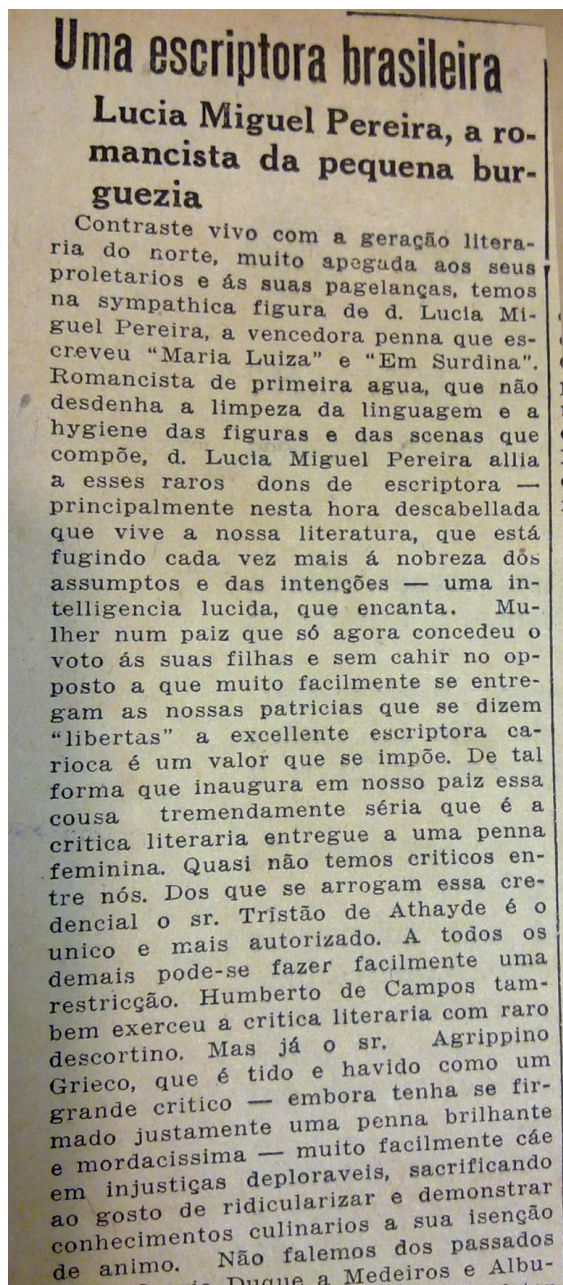 Uma escriptora brasileira
Lucia Miguel Pereira, a ro-
mancista da pequena bur-
guezia
Contraste vivo com a geração litera-
ria do norte, muito apegada aos seus
proletarios e ás suas pagelanças, temos
na sympathica figura de d. Lucia Mi-
guel Pereira, a vencedora penna que es-
creveu “Maria Luiza” e “Em Surdina”.
Romancista de primeira agua, que não
desdenha a limpeza da linguagem e a
hygiene das figuras e das scenas que
compõe, d. Lucia Miguel Pereira allia
a esses raros dons de escriptora —
principalmente nesta hora descabellada
que vive a nossa literatura, que está
fugindo cada vez mais á nobreza dos
assumptos e das intenções — uma in-
telligencia lucida, que encanta. Mu-
lher num paiz que só agora concedeu o
voto ás suas filhas e sem cahir no op-
posto a que muito facilmente se entre-
gam as nossas patricias que se dizem
“libertas” a excellente escriptora ca-
rioca é um valor que se impõe. De tal
forma que inaugura em nosso paiz essa
cousa tremendamente séria que é a
critica literaria entregue a uma penna
feminina. Quasi não temos criticos en-
tre nós. Dos que se arrogam essa cre-
dencial o sr. Tristão de Athayde é o
unico e mais autorizado. A todos os
demais pode-se fazer facilmente uma
restricção. Humberto de Campos tam-
bem exerceu a critica literaria com raro
descortino. Mas já o sr. Agrippino
Grieco, que é tido e havido como um
grande critico — embora tenha se fir-
mado justamente uma penna brilhante
e mordacissima — muito facilmente cáe
em injustiças deploraveis, sacrificando
ao gosto de ridicularizar e demonstrar
conhecimentos culinarios a sua isenção
de animo. Não falemos dos passados
Duque a Medeiros e Albu-